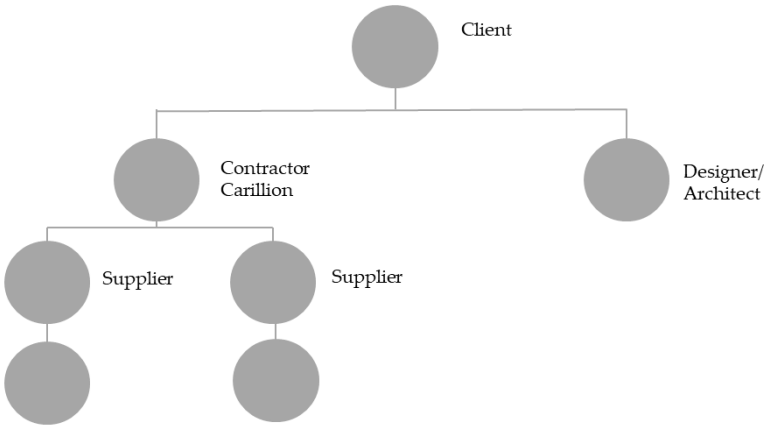 Client
Contractor
Carillion
Designer/
Architect
Supplier
Supplier